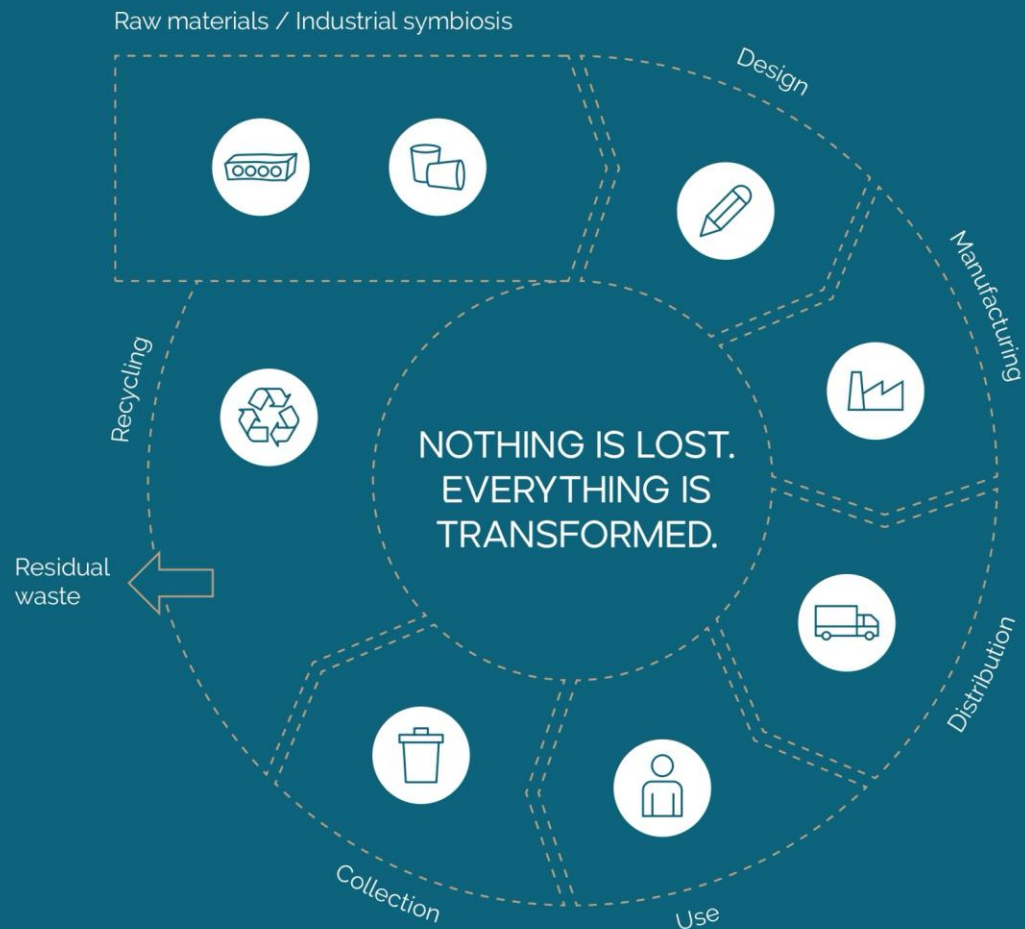 Raw materials / Industrial symbiosis
Design
Manufacturing
Distribution
Use
Collection
Residual
waste
Recycling
NOTHING IS LOST.
EVERYTHING IS
TRANSFORMED.